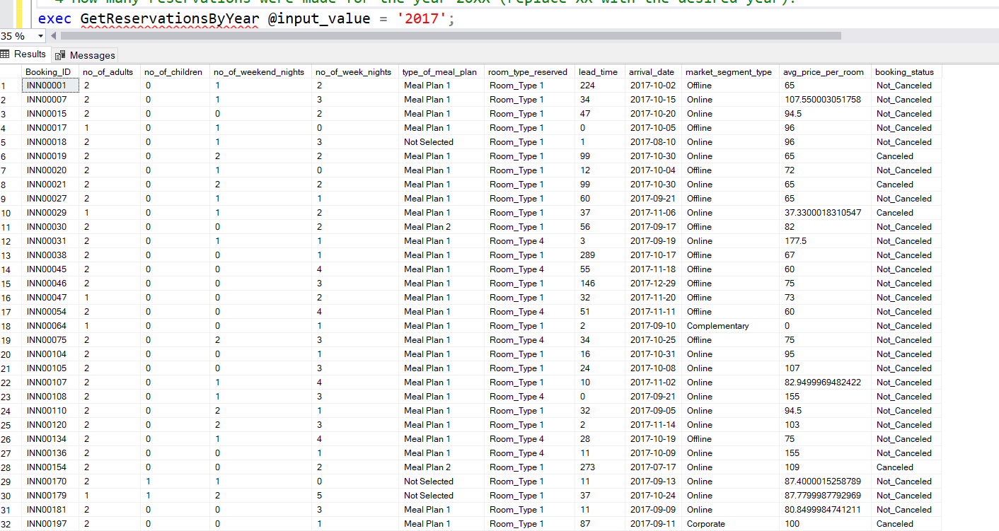 4 How many reservations were made for the year 20XX (replace XX with the desired year).
exec GetReservationsByYear @input_value = '2017';
35 %
Results Messages
Booking_ID no_of_adults no_of_children no_of_weekend_nights no_of_week_nights type_of_meal_plan room_type_reserved lead_time arrival_date market_segment_type avg_price_per_room booking_status
1 INN00001 2 0 1 2 Meal Plan 1 Room_Type 1 224 2017-10-02 Offline 65 Not_Canceled
2 INN00007 2 0 1 3 Meal Plan 1 Room_Type 1 34 2017-10-15 Online 107.550003051758 Not_Canceled
3 INN00015 2 0 0 2 Meal Plan 1 Room_Type 1 47 2017-10-20 Online 94.5 Not_Canceled
4 INN00017 1 0 1 0 Meal Plan 1 Room_Type 1 0 2017-10-05 Offline 96 Not_Canceled
5 INN00018 2 0 1 3 Not Selected Room_Type 1 1 2017-08-10 Online 96 Not_Canceled
6 INN00019 2 0 2 2 Meal Plan 1 Room_Type 1 99 2017-10-30 Online 65 Canceled
7 INN00020 2 0 1 0 Meal Plan 1 Room_Type 1 12 2017-10-04 Offline 72 Not_Canceled
8 INN00021 2 0 2 2 Meal Plan 1 Room_Type 1 99 2017-10-30 Online 65 Canceled
9 INN00027 2 0 1 1 Meal Plan 1 Room_Type 1 60 2017-09-21 Offline 65 Not_Canceled
10 INN00029 1 0 1 2 Meal Plan 1 Room_Type 1 37 2017-11-06 Online 37.3300018310547 Canceled
11 INN00030 2 0 0 2 Meal Plan 2 Room_Type 1 56 2017-09-17 Offline 82 Not_Canceled
12 INN00031 2 0 1 1 Meal Plan 1 Room_Type 4 3 2017-09-19 Online 177.5 Not_Canceled
13 INN00038 2 0 0 1 Meal Plan 1 Room_Type 1 289 2017-10-17 Offline 67 Not_Canceled
14 INN00045 2 0 0 4 Meal Plan 1 Room_Type 4 55 2017-11-18 Offline 60 Not_Canceled
15 INN00046 2 0 0 3 Meal Plan 1 Room_Type 1 146 2017-12-29 Offline 75 Not_Canceled
16 INN00047 1 0 0 2 Meal Plan 1 Room_Type 1 32 2017-11-20 Offline 73 Not_Canceled
17 INN00054 2 0 0 4 Meal Plan 1 Room_Type 4 51 2017-11-11 Offline 60 Not_Canceled
18 INN00064 1 0 0 1 Meal Plan 1 Room_Type 1 2 2017-09-10 Complementary 0 Not_Canceled
19 INN00075 2 0 2 3 Meal Plan 1 Room_Type 4 34 2017-10-25 Offline 75 Not_Canceled
20 INN00104 2 0 0 1 Meal Plan 1 Room_Type 1 16 2017-10-31 Online 95 Not_Canceled
21 INN00105 2 0 0 3 Meal Plan 1 Room_Type 1 24 2017-10-08 Online 107 Not_Canceled
22 INN00107 2 0 1 4 Meal Plan 1 Room_Type 1 10 2017-11-02 Online 82.9499969482422 Not_Canceled
23 INN00108 2 0 1 3 Meal Plan 1 Room_Type 4 0 2017-09-21 Online 155 Not_Canceled
24 INN00110 2 0 2 1 Meal Plan 1 Room_Type 1 32 2017-09-05 Online 94.5 Not_Canceled
25 INN00120 2 0 2 3 Meal Plan 1 Room_Type 1 2 2017-11-14 Online 103 Not_Canceled
26 INN00134 2 0 1 4 Meal Plan 1 Room_Type 4 28 2017-10-19 Offline 75 Not_Canceled
27 INN00136 2 0 0 1 Meal Plan 1 Room_Type 4 11 2017-10-09 Online 155 Not_Canceled
28 INN00154 2 0 0 2 Meal Plan 2 Room_Type 1 273 2017-07-17 Online 109 Canceled
29 INN00170 2 1 1 0 Not Selected Room_Type 1 11 2017-09-13 Online 87.4000015258789 Not_Canceled
30 INN00179 1 1 2 5 Not Selected Room_Type 1 37 2017-10-24 Online 87.7799987792969 Not_Canceled
31 INN00181 2 0 0 3 Meal Plan 1 Room_Type 1 11 2017-09-09 Online 80.8499984741211 Not_Canceled
32 INN00197 2 0 0 1 Meal Plan 1 Room_Type 1 87 2017-09-11 Corporate 100 Canceled